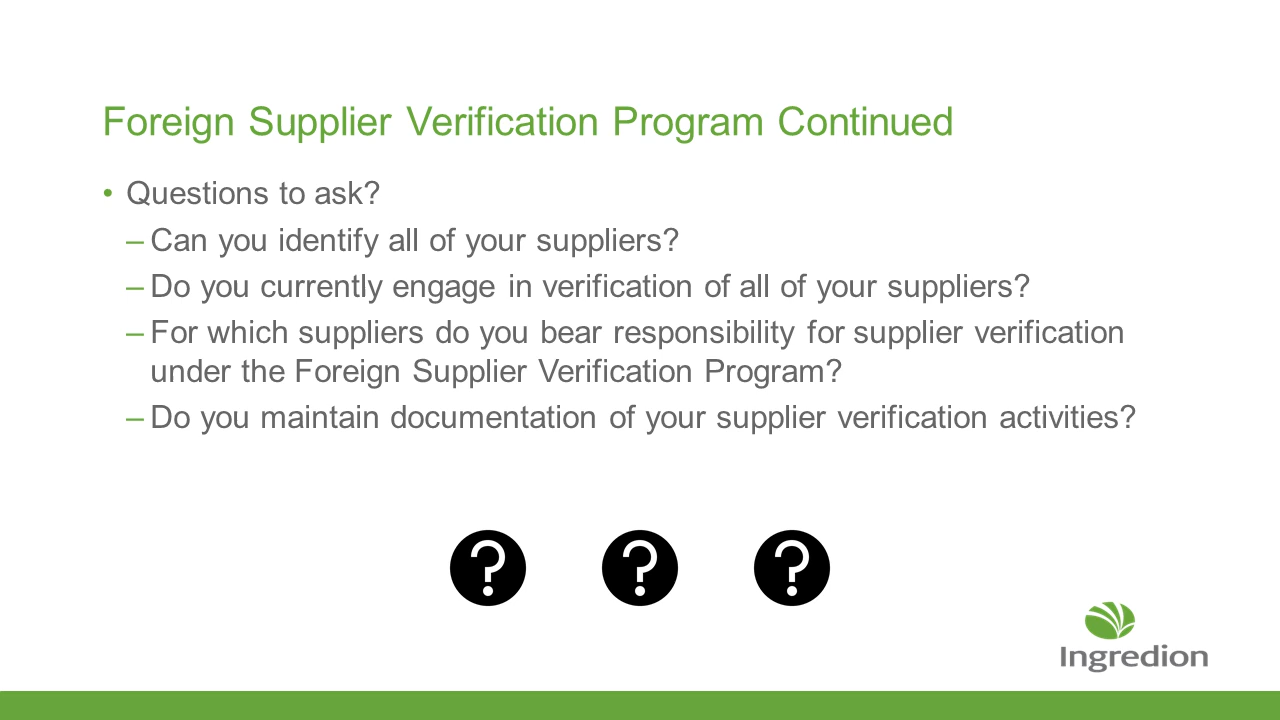 Foreign Supplier Verification Program Continued
• Questions to ask?
– Can you identify all of your suppliers?
– Do you currently engage in verification of all of your suppliers?
– For which suppliers do you bear responsibility for supplier verification
under the Foreign Supplier Verification Program?
– Do you maintain documentation of your supplier verification activities?
? ? ?
Ingredion